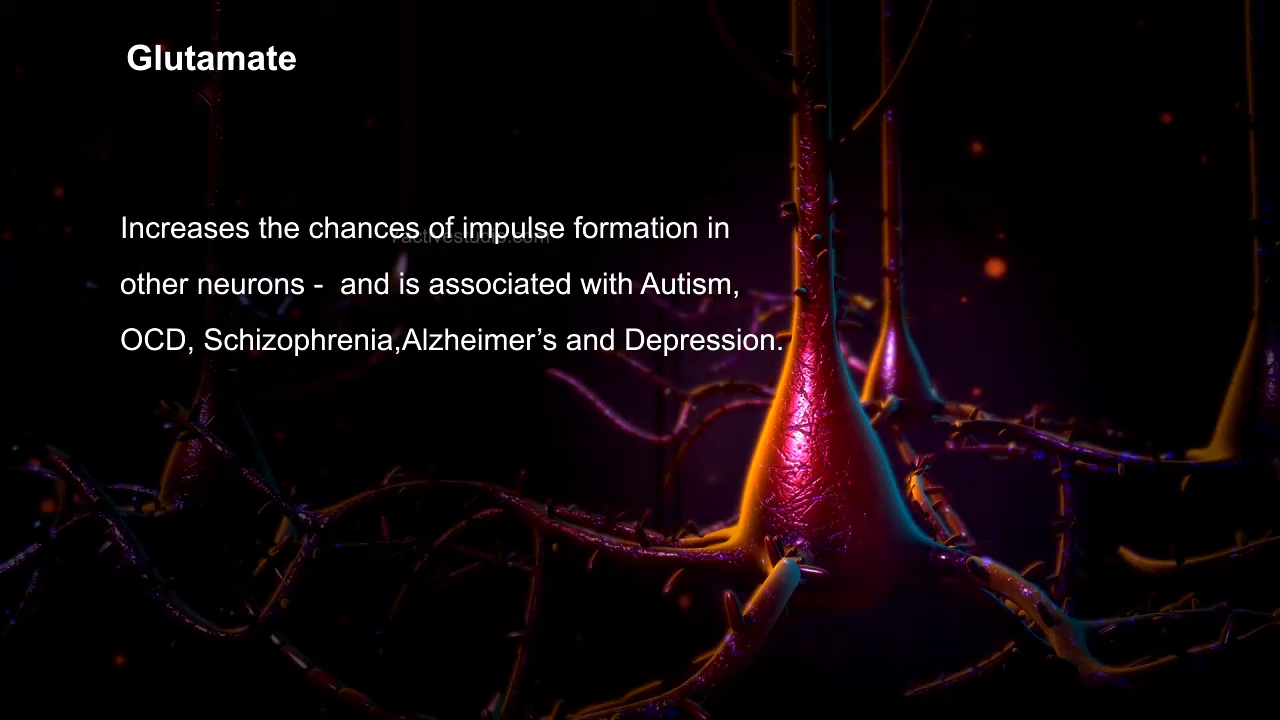 Glutamate
Increases the chances of impulse formation in
other neurons -  and is associated with Autism,
OCD, Schizophrenia,Alzheimer’s and Depression.